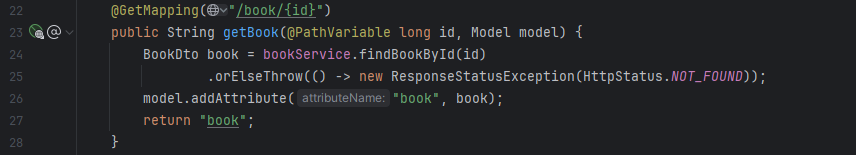 22 @GetMapping("/book/{id}")
23 public String getBook(@PathVariable long id, Model model) {
24 BookDto book = bookService.findBookById(id)
25 .orElseThrow(() -> new ResponseStatusException(HttpStatus.NOT_FOUND));
26 model.addAttribute( attributeName: "book", book);
27 return "book";
28 }